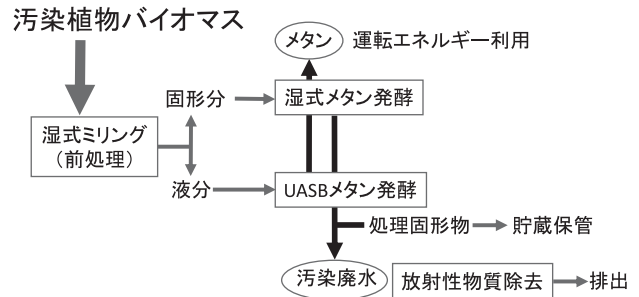 汚染植物バイオマス
メタン 運転エネルギー利用
固形分
湿式メタン発酵
湿式ミリング
（前処理）
液分
UASBメタン発酵
処理固形物
貯蔵保管
汚染廃水
放射性物質除去
排出